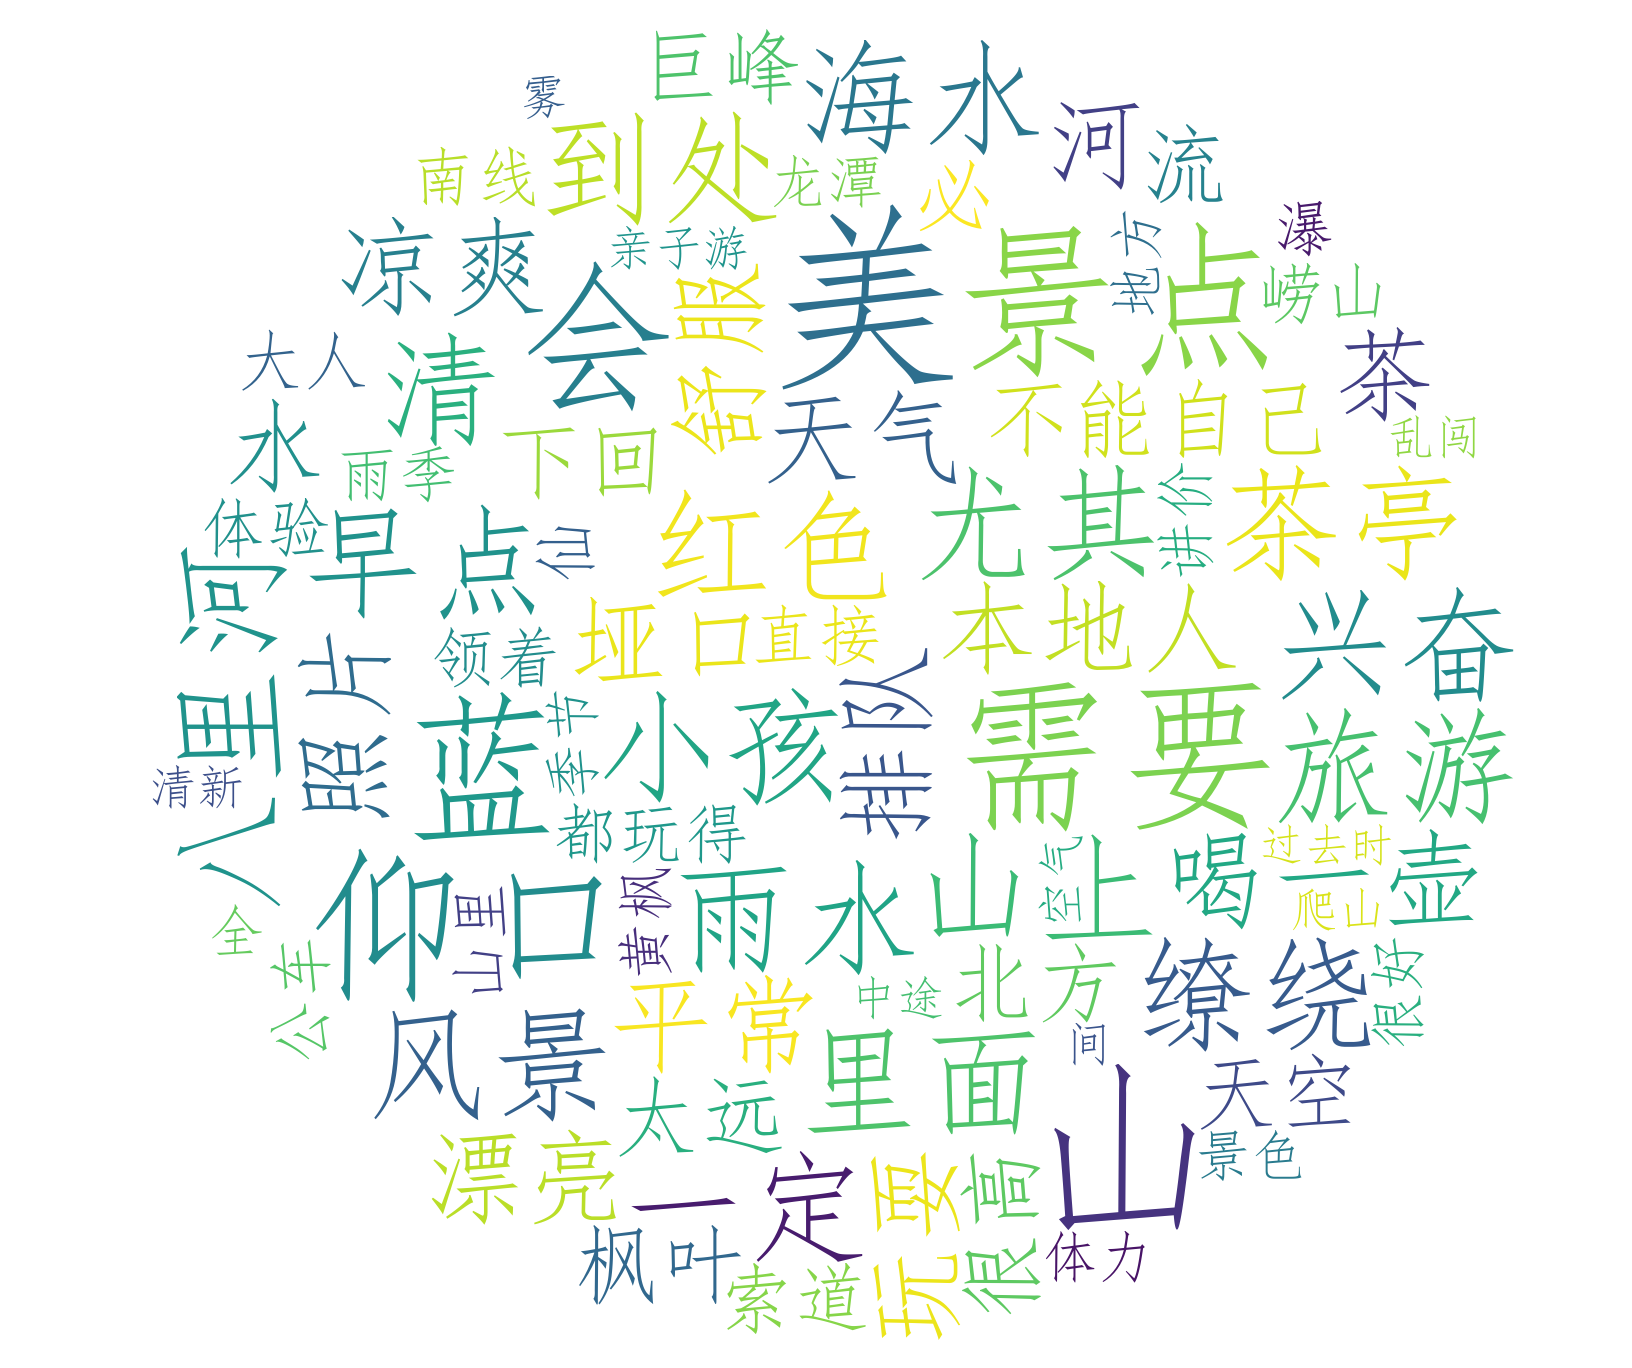 巨峰
海水
雾
到处
河流
南线
龙潭
必
瀑
凉爽
亲子游
会
舒服
美
景点
地方
崂山
大人
清
天气
不能自己
茶
乱闯
水
雨季
下回
体验
早点
仙
红色
尤其
讲价
茶亭
八里河
照片
领着
垭口
直接
本地人
兴奋
蓝
季节
小孩
排队
需要
旅游
清新
都玩得
过去时
仰口
山里
黄枫
雨水
山上
空气
喝一壶
爬山
全
公车
平常
中途
北方
缭绕
很好
风景
里面
间
山
天空
太远
景色
漂亮
一定
玩耍
很高
体力
枫叶
索道